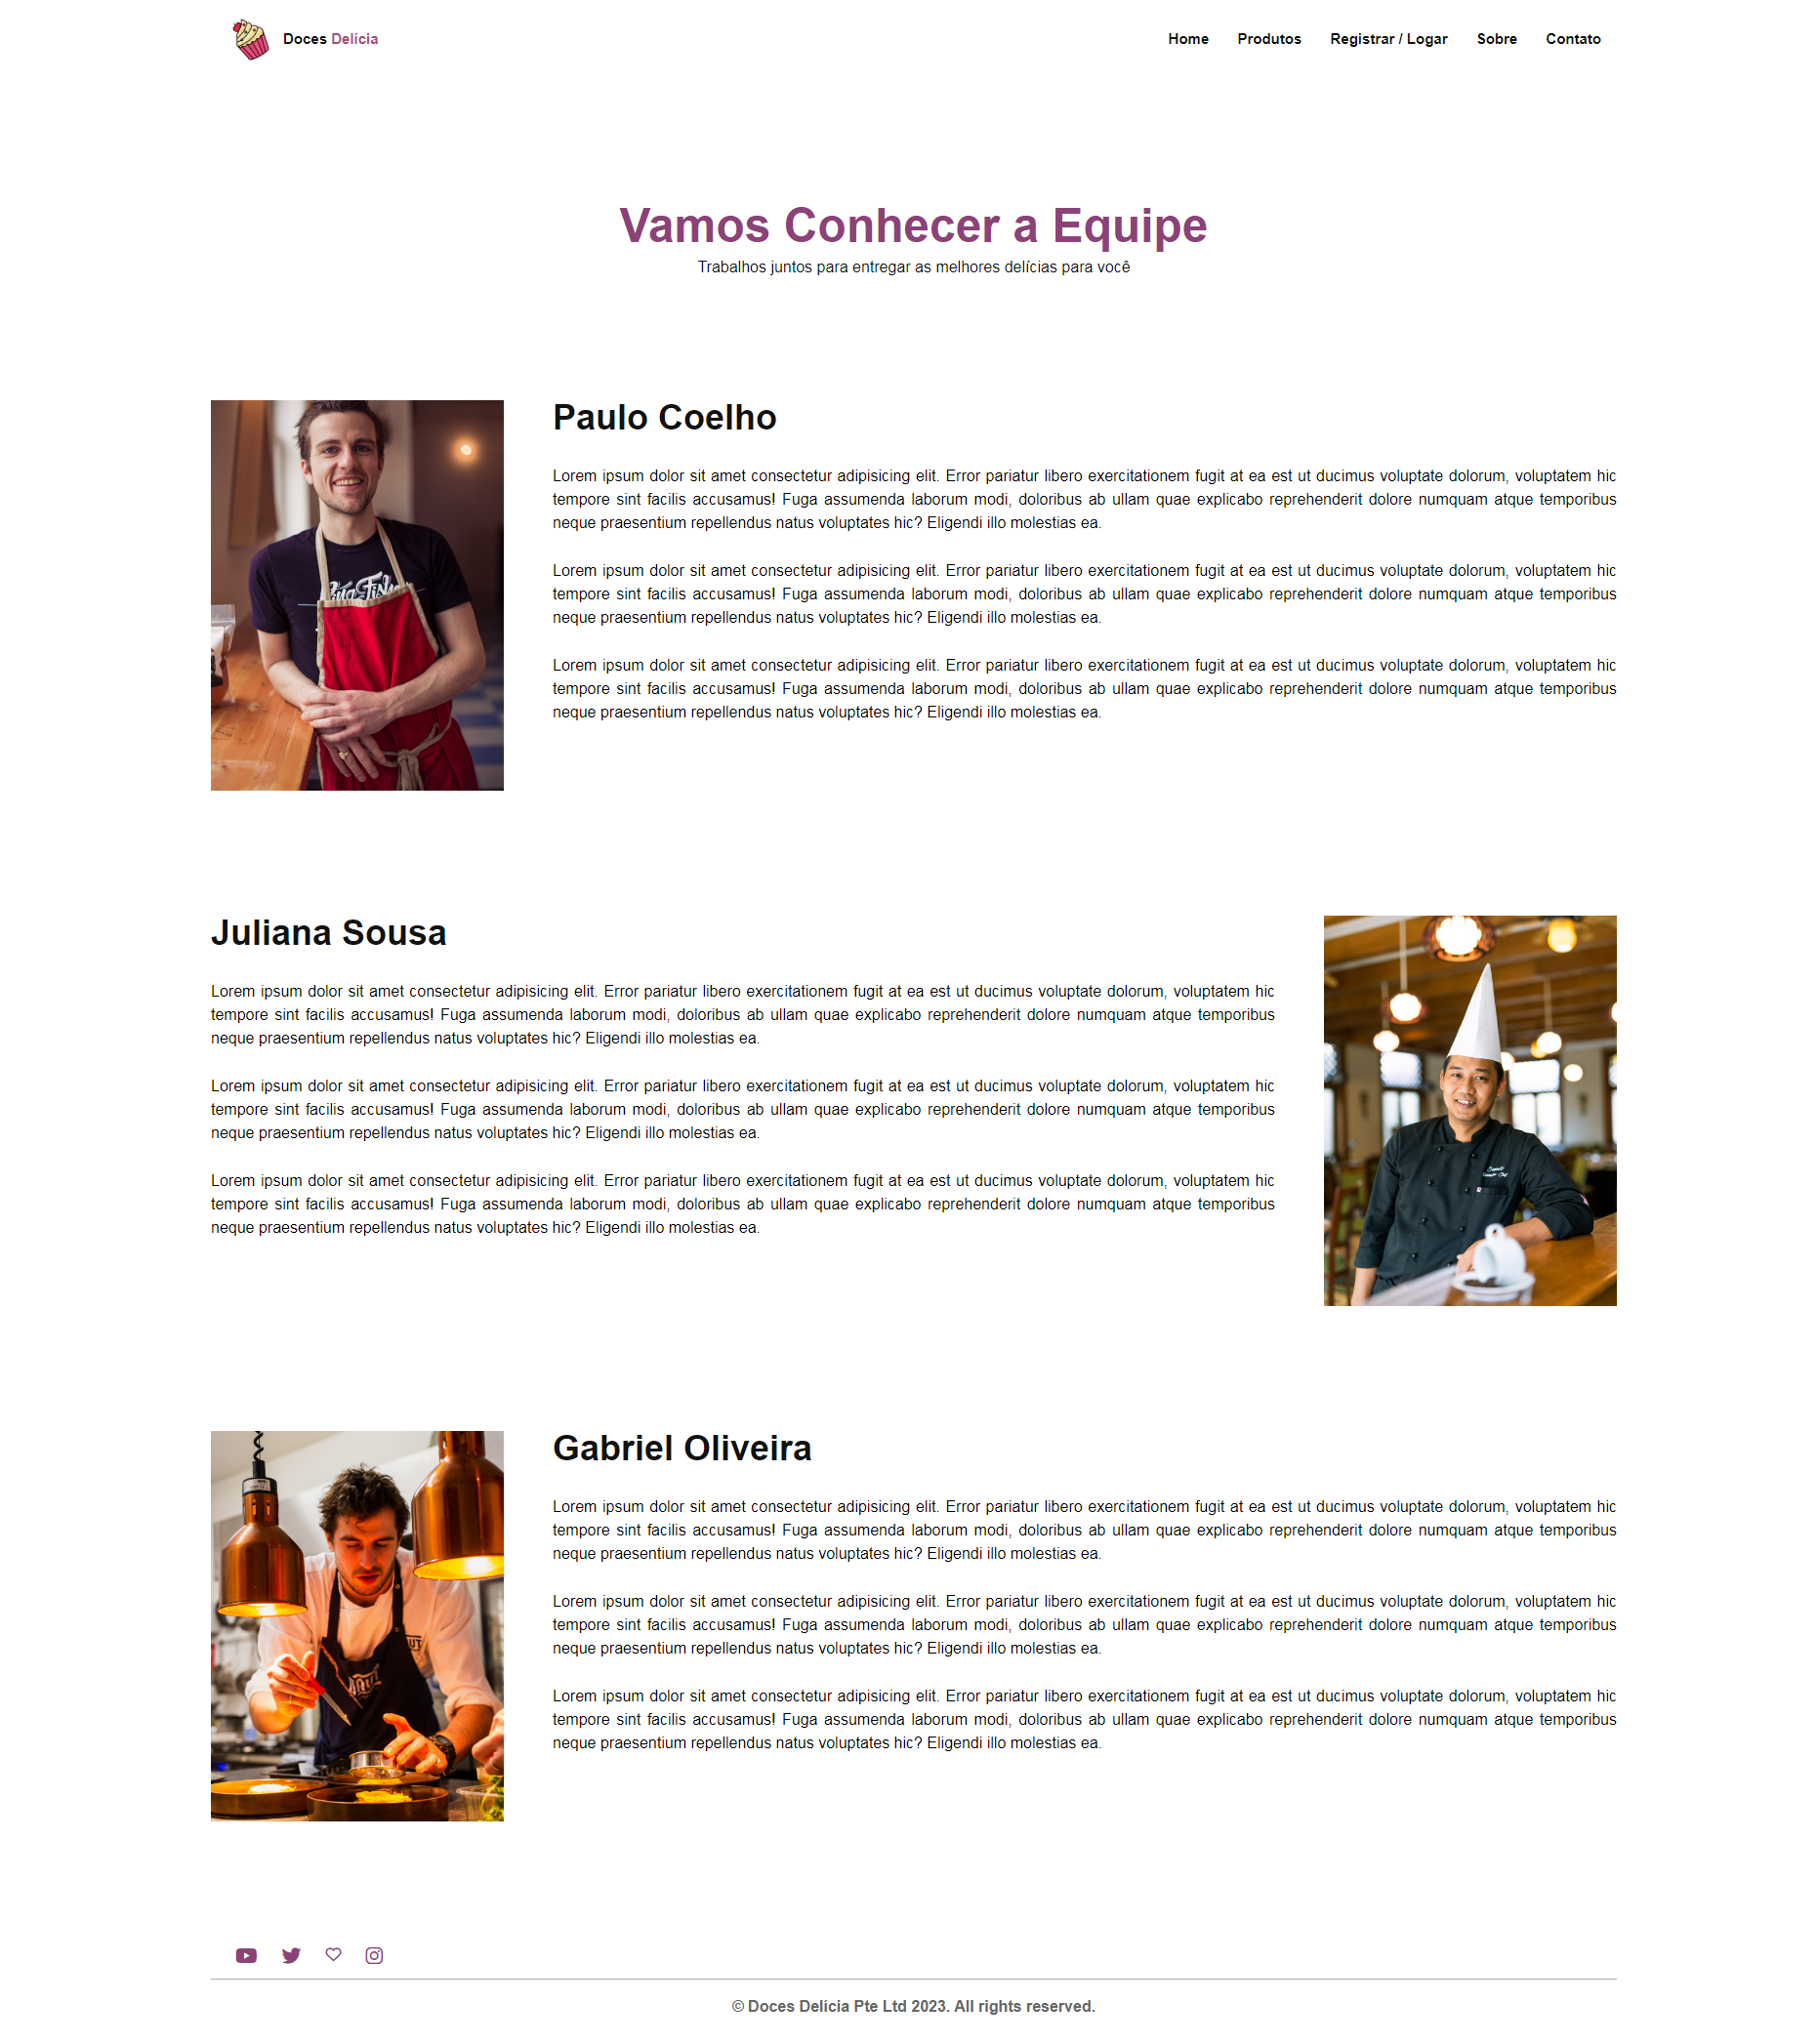 Doces Delícia
Home Produtos Registrar / Logar Sobre Contato
Vamos Conhecer a Equipe
Trabalhos juntos para entregar as melhores delícias para você
Paulo Coelho
Lorem ipsum dolor sit amet consectetur adipisicing elit. Error pariatur libero exercitationem fugit at ea est ut ducimus voluptate dolorum, voluptatem hic
tempore sint facilis accusamus! Fuga assumenda laborum modi, doloribus ab ullam quae explicabo reprehenderit dolore numquam atque temporibus
neque praesentium repellendus natus voluptates hic? Eligendi illo molestias ea.
Lorem ipsum dolor sit amet consectetur adipisicing elit. Error pariatur libero exercitationem fugit at ea est ut ducimus voluptate dolorum, voluptatem hic
tempore sint facilis accusamus! Fuga assumenda laborum modi, doloribus ab ullam quae explicabo reprehenderit dolore numquam atque temporibus
neque praesentium repellendus natus voluptates hic? Eligendi illo molestias ea.
Lorem ipsum dolor sit amet consectetur adipisicing elit. Error pariatur libero exercitationem fugit at ea est ut ducimus voluptate dolorum, voluptatem hic
tempore sint facilis accusamus! Fuga assumenda laborum modi, doloribus ab ullam quae explicabo reprehenderit dolore numquam atque temporibus
neque praesentium repellendus natus voluptates hic? Eligendi illo molestias ea.
Juliana Sousa
Lorem ipsum dolor sit amet consectetur adipisicing elit. Error pariatur libero exercitationem fugit at ea est ut ducimus voluptate dolorum, voluptatem hic
tempore sint facilis accusamus! Fuga assumenda laborum modi, doloribus ab ullam quae explicabo reprehenderit dolore numquam atque temporibus
neque praesentium repellendus natus voluptates hic? Eligendi illo molestias ea.
Lorem ipsum dolor sit amet consectetur adipisicing elit. Error pariatur libero exercitationem fugit at ea est ut ducimus voluptate dolorum, voluptatem hic
tempore sint facilis accusamus! Fuga assumenda laborum modi, doloribus ab ullam quae explicabo reprehenderit dolore numquam atque temporibus
neque praesentium repellendus natus voluptates hic? Eligendi illo molestias ea.
Lorem ipsum dolor sit amet consectetur adipisicing elit. Error pariatur libero exercitationem fugit at ea est ut ducimus voluptate dolorum, voluptatem hic
tempore sint facilis accusamus! Fuga assumenda laborum modi, doloribus ab ullam quae explicabo reprehenderit dolore numquam atque temporibus
neque praesentium repellendus natus voluptates hic? Eligendi illo molestias ea.
Gabriel Oliveira
Lorem ipsum dolor sit amet consectetur adipisicing elit. Error pariatur libero exercitationem fugit at ea est ut ducimus voluptate dolorum, voluptatem hic
tempore sint facilis accusamus! Fuga assumenda laborum modi, doloribus ab ullam quae explicabo reprehenderit dolore numquam atque temporibus
neque praesentium repellendus natus voluptates hic? Eligendi illo molestias ea.
Lorem ipsum dolor sit amet consectetur adipisicing elit. Error pariatur libero exercitationem fugit at ea est ut ducimus voluptate dolorum, voluptatem hic
tempore sint facilis accusamus! Fuga assumenda laborum modi, doloribus ab ullam quae explicabo reprehenderit dolore numquam atque temporibus
neque praesentium repellendus natus voluptates hic? Eligendi illo molestias ea.
Lorem ipsum dolor sit amet consectetur adipisicing elit. Error pariatur libero exercitationem fugit at ea est ut ducimus voluptate dolorum, voluptatem hic
tempore sint facilis accusamus! Fuga assumenda laborum modi, doloribus ab ullam quae explicabo reprehenderit dolore numquam atque temporibus
neque praesentium repellendus natus voluptates hic? Eligendi illo molestias ea.
© Doces Delícia Pte Ltd 2023. All rights reserved.